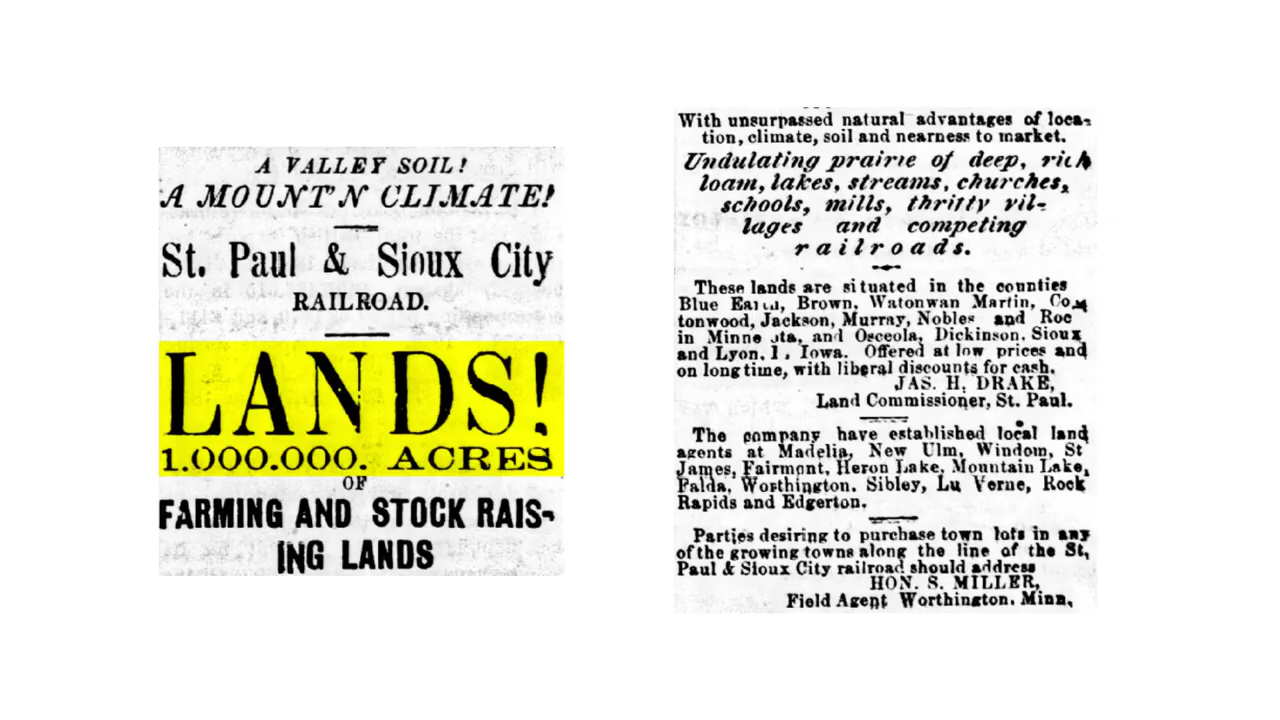 A VALLEY SOIL!
A MOUNT'N CLIMATE!
St. Paul & Sioux City
RAILROAD.
LANDS!
1.000.000. ACRES
OF
FARMING AND STOCK RAIS-
ING LANDS
With unsurpassed natural advantages of loca-
tion, climate, soil and nearness to market.
Undulating prairie of deep, rich
loam, lakes, streams, churches,
schools, mills, thrifty vil-
lages and competing
railroads.
These lands are situated in the counties
Blue Earth, Brown, Watonwan Martin, Co
tonwood, Jackson, Murray, Nobles and Roc
in Minne ota, and Osceola, Dickinson, Sioux
and Lyon, Iowa. Offered at low prices and
on long time, with liberal discounts for cash.
JAS. H. DRAKE,
Land Commissioner, St. Paul.
The company have established local land
agents at Madelia, New Ulm, Windom, St
James, Fairmont, Heron Lake, Mountain Lake,
Fulda, Worthington. Sibley, Lu Verne, Rock
Rapids and Edgerton.
Parties desiring to purchase town lots in any
of the growing towns along the line of the St,
Paul & Sioux City railroad should address
HON. S. MILLER,
Field Agent Worthington. Minn,